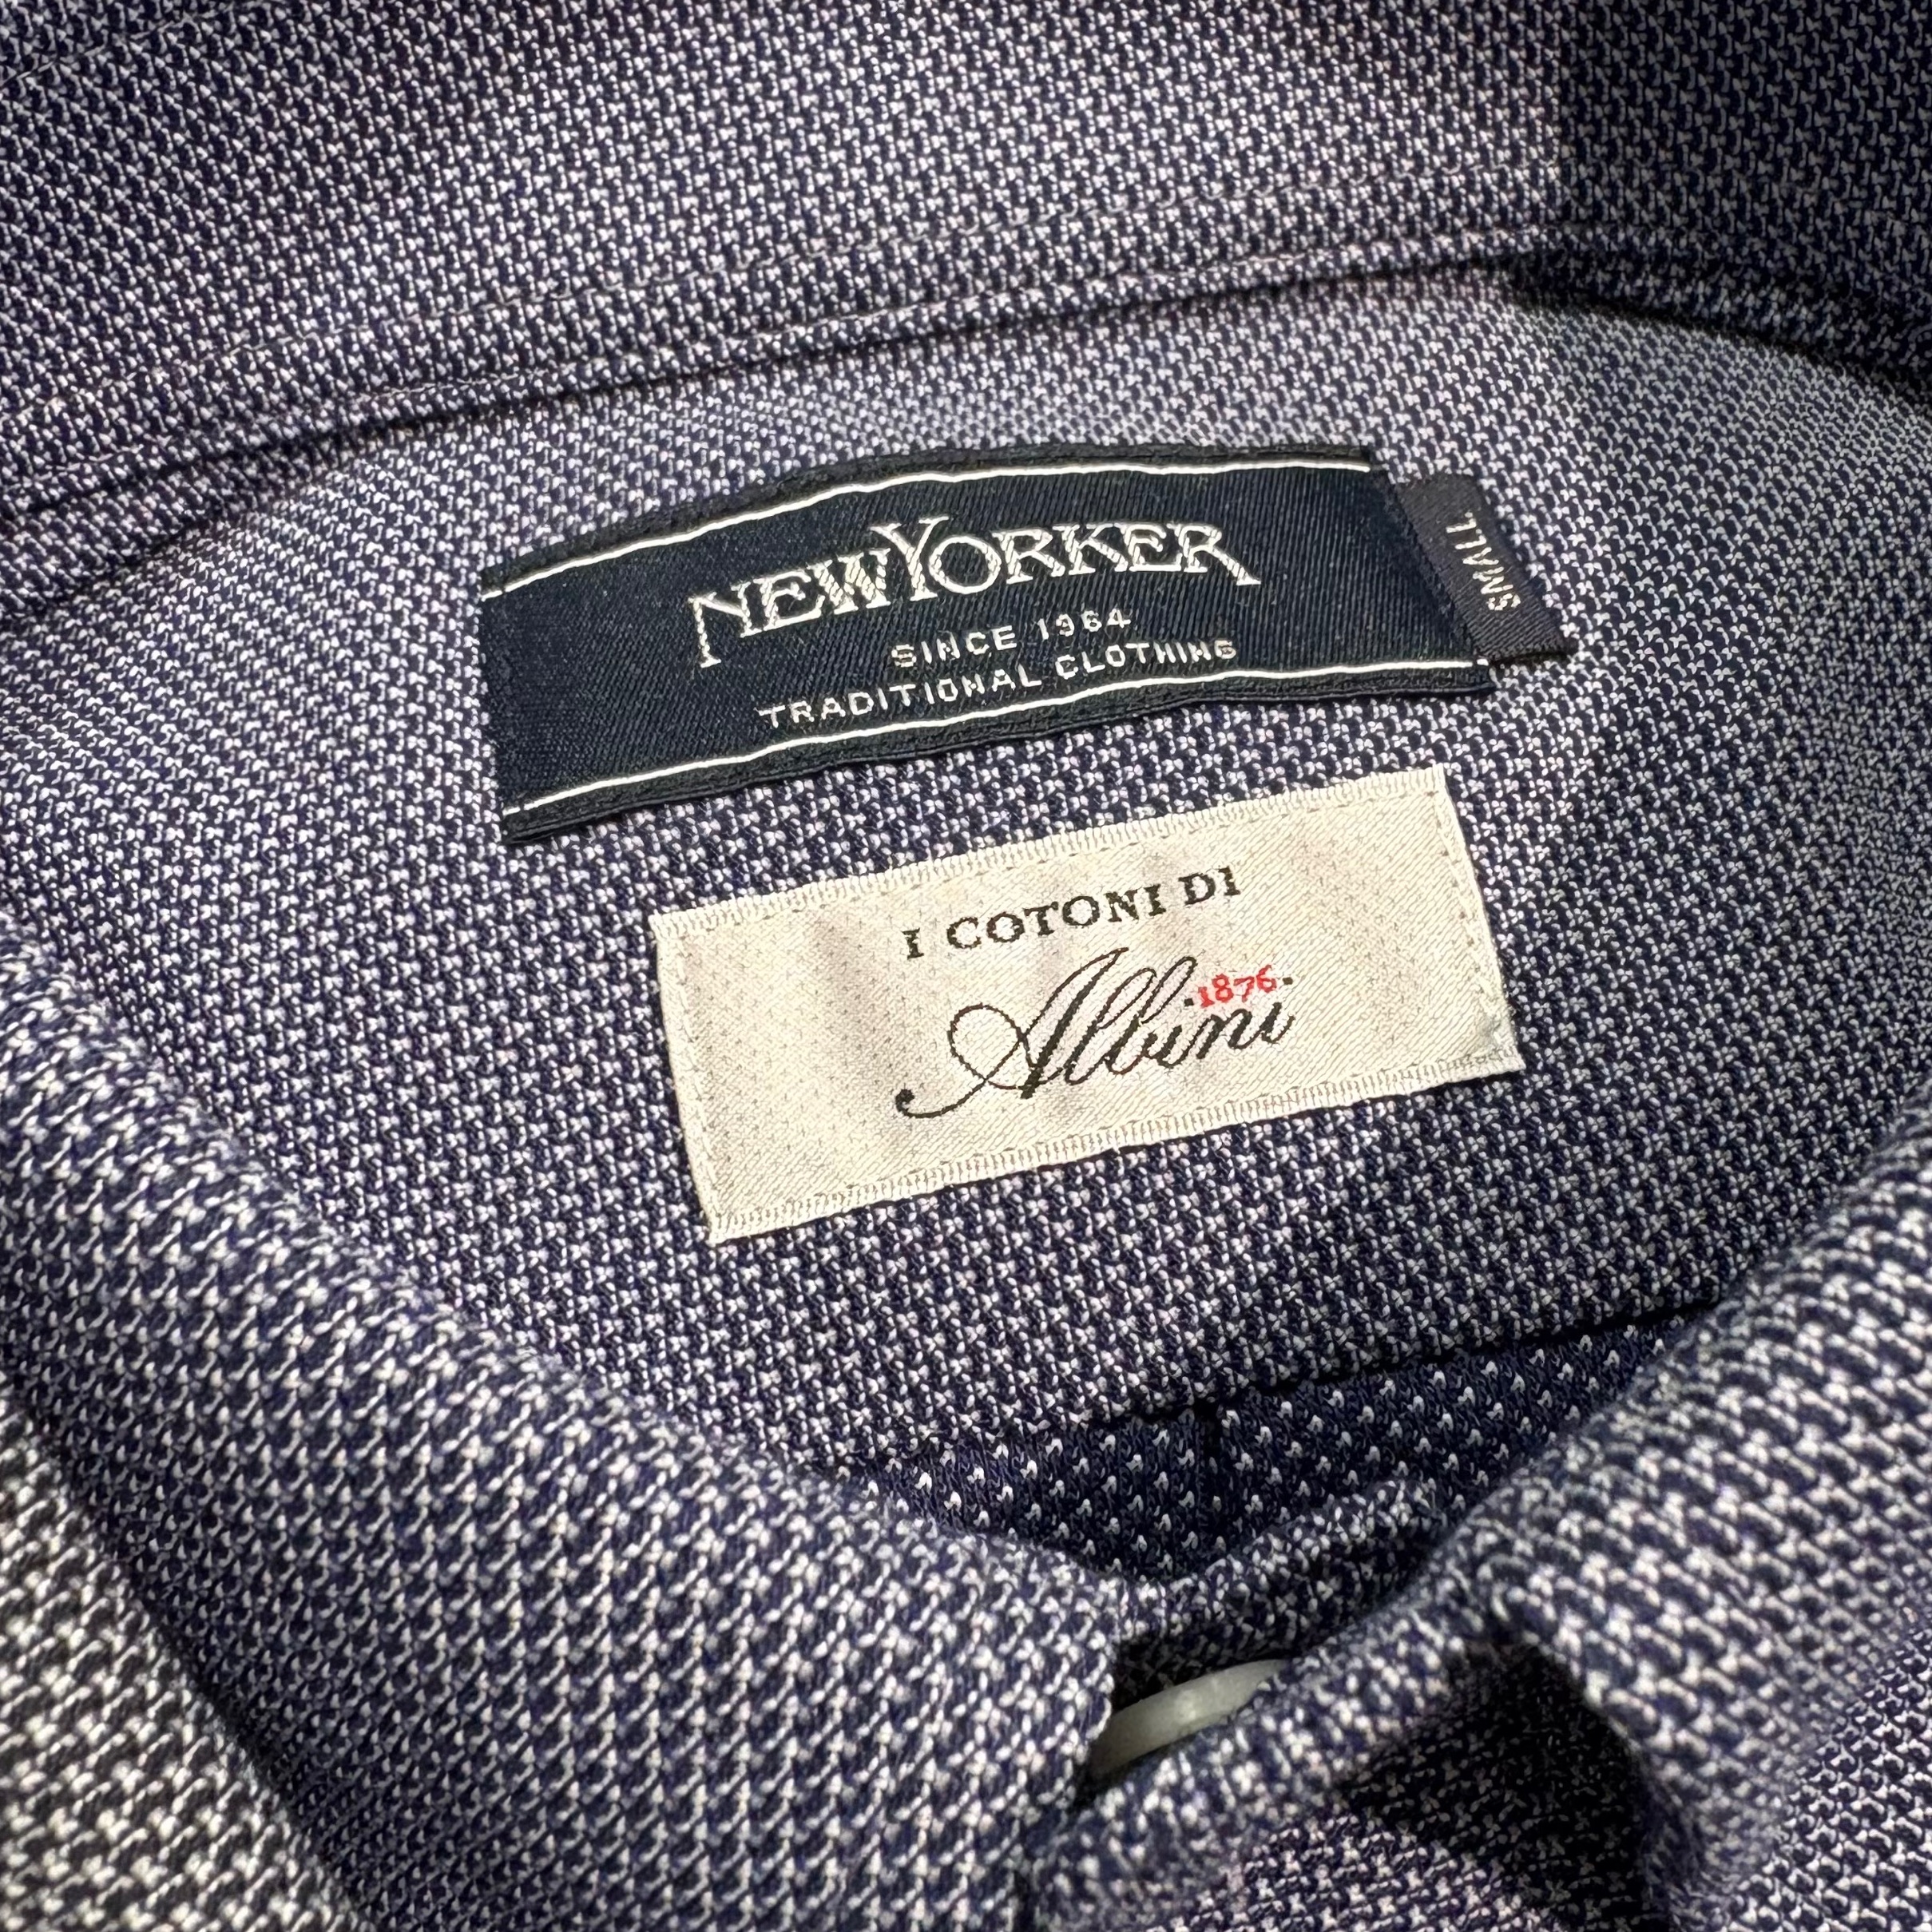 NEWYORKER
SINCE 1964
TRADITIONAL CLOTHING
SMALL
I COTONI DI
Albini
·1876·